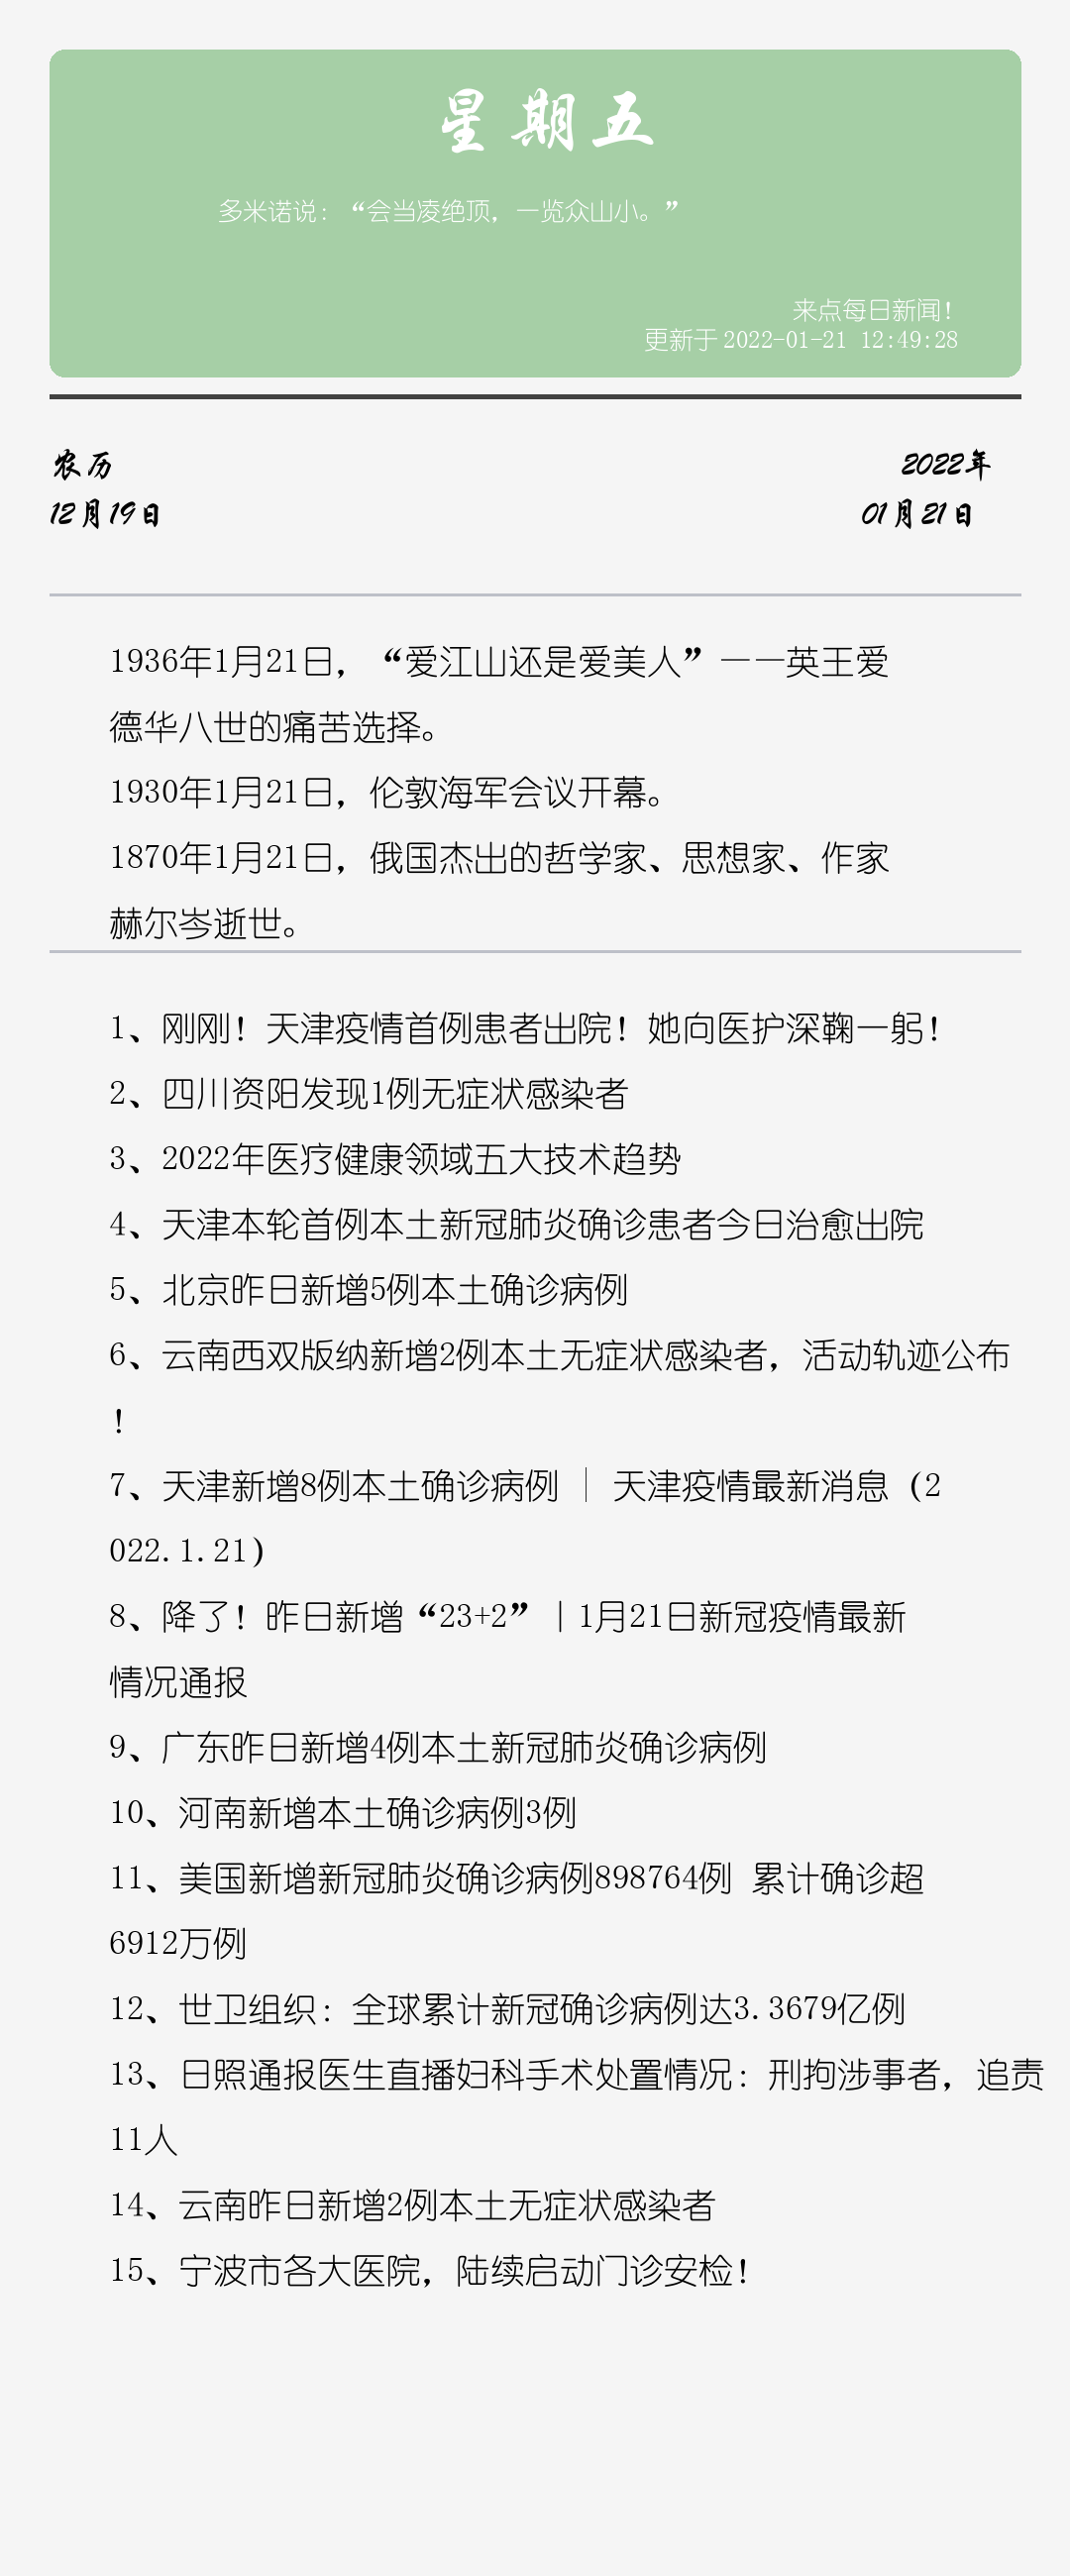 星期五
多米诺说：“会当凌绝顶，一览众山小。”
来点每日新闻！
更新于 2022-01-21 12:49:28
农历
12月19日
2022年
01月21日
1936年1月21日，“爱江山还是爱美人”——英王爱
德华八世的痛苦选择。
1930年1月21日，伦敦海军会议开幕。
1870年1月21日，俄国杰出的哲学家、思想家、作家
赫尔岑逝世。
1、刚刚！天津疫情首例患者出院！她向医护深鞠一躬！
2、四川资阳发现1例无症状感染者
3、2022年医疗健康领域五大技术趋势
4、天津本轮首例本土新冠肺炎确诊患者今日治愈出院
5、北京昨日新增5例本土确诊病例
6、云南西双版纳新增2例本土无症状感染者，活动轨迹公布
！
7、天津新增8例本土确诊病例 │ 天津疫情最新消息（2
022.1.21）
8、降了！昨日新增“23+2”｜1月21日新冠疫情最新
情况通报
9、广东昨日新增4例本土新冠肺炎确诊病例
10、河南新增本土确诊病例3例
11、美国新增新冠肺炎确诊病例898764例 累计确诊超
6912万例
12、世卫组织：全球累计新冠确诊病例达3.3679亿例
13、日照通报医生直播妇科手术处置情况：刑拘涉事者，追责
11人
14、云南昨日新增2例本土无症状感染者
15、宁波市各大医院，陆续启动门诊安检！